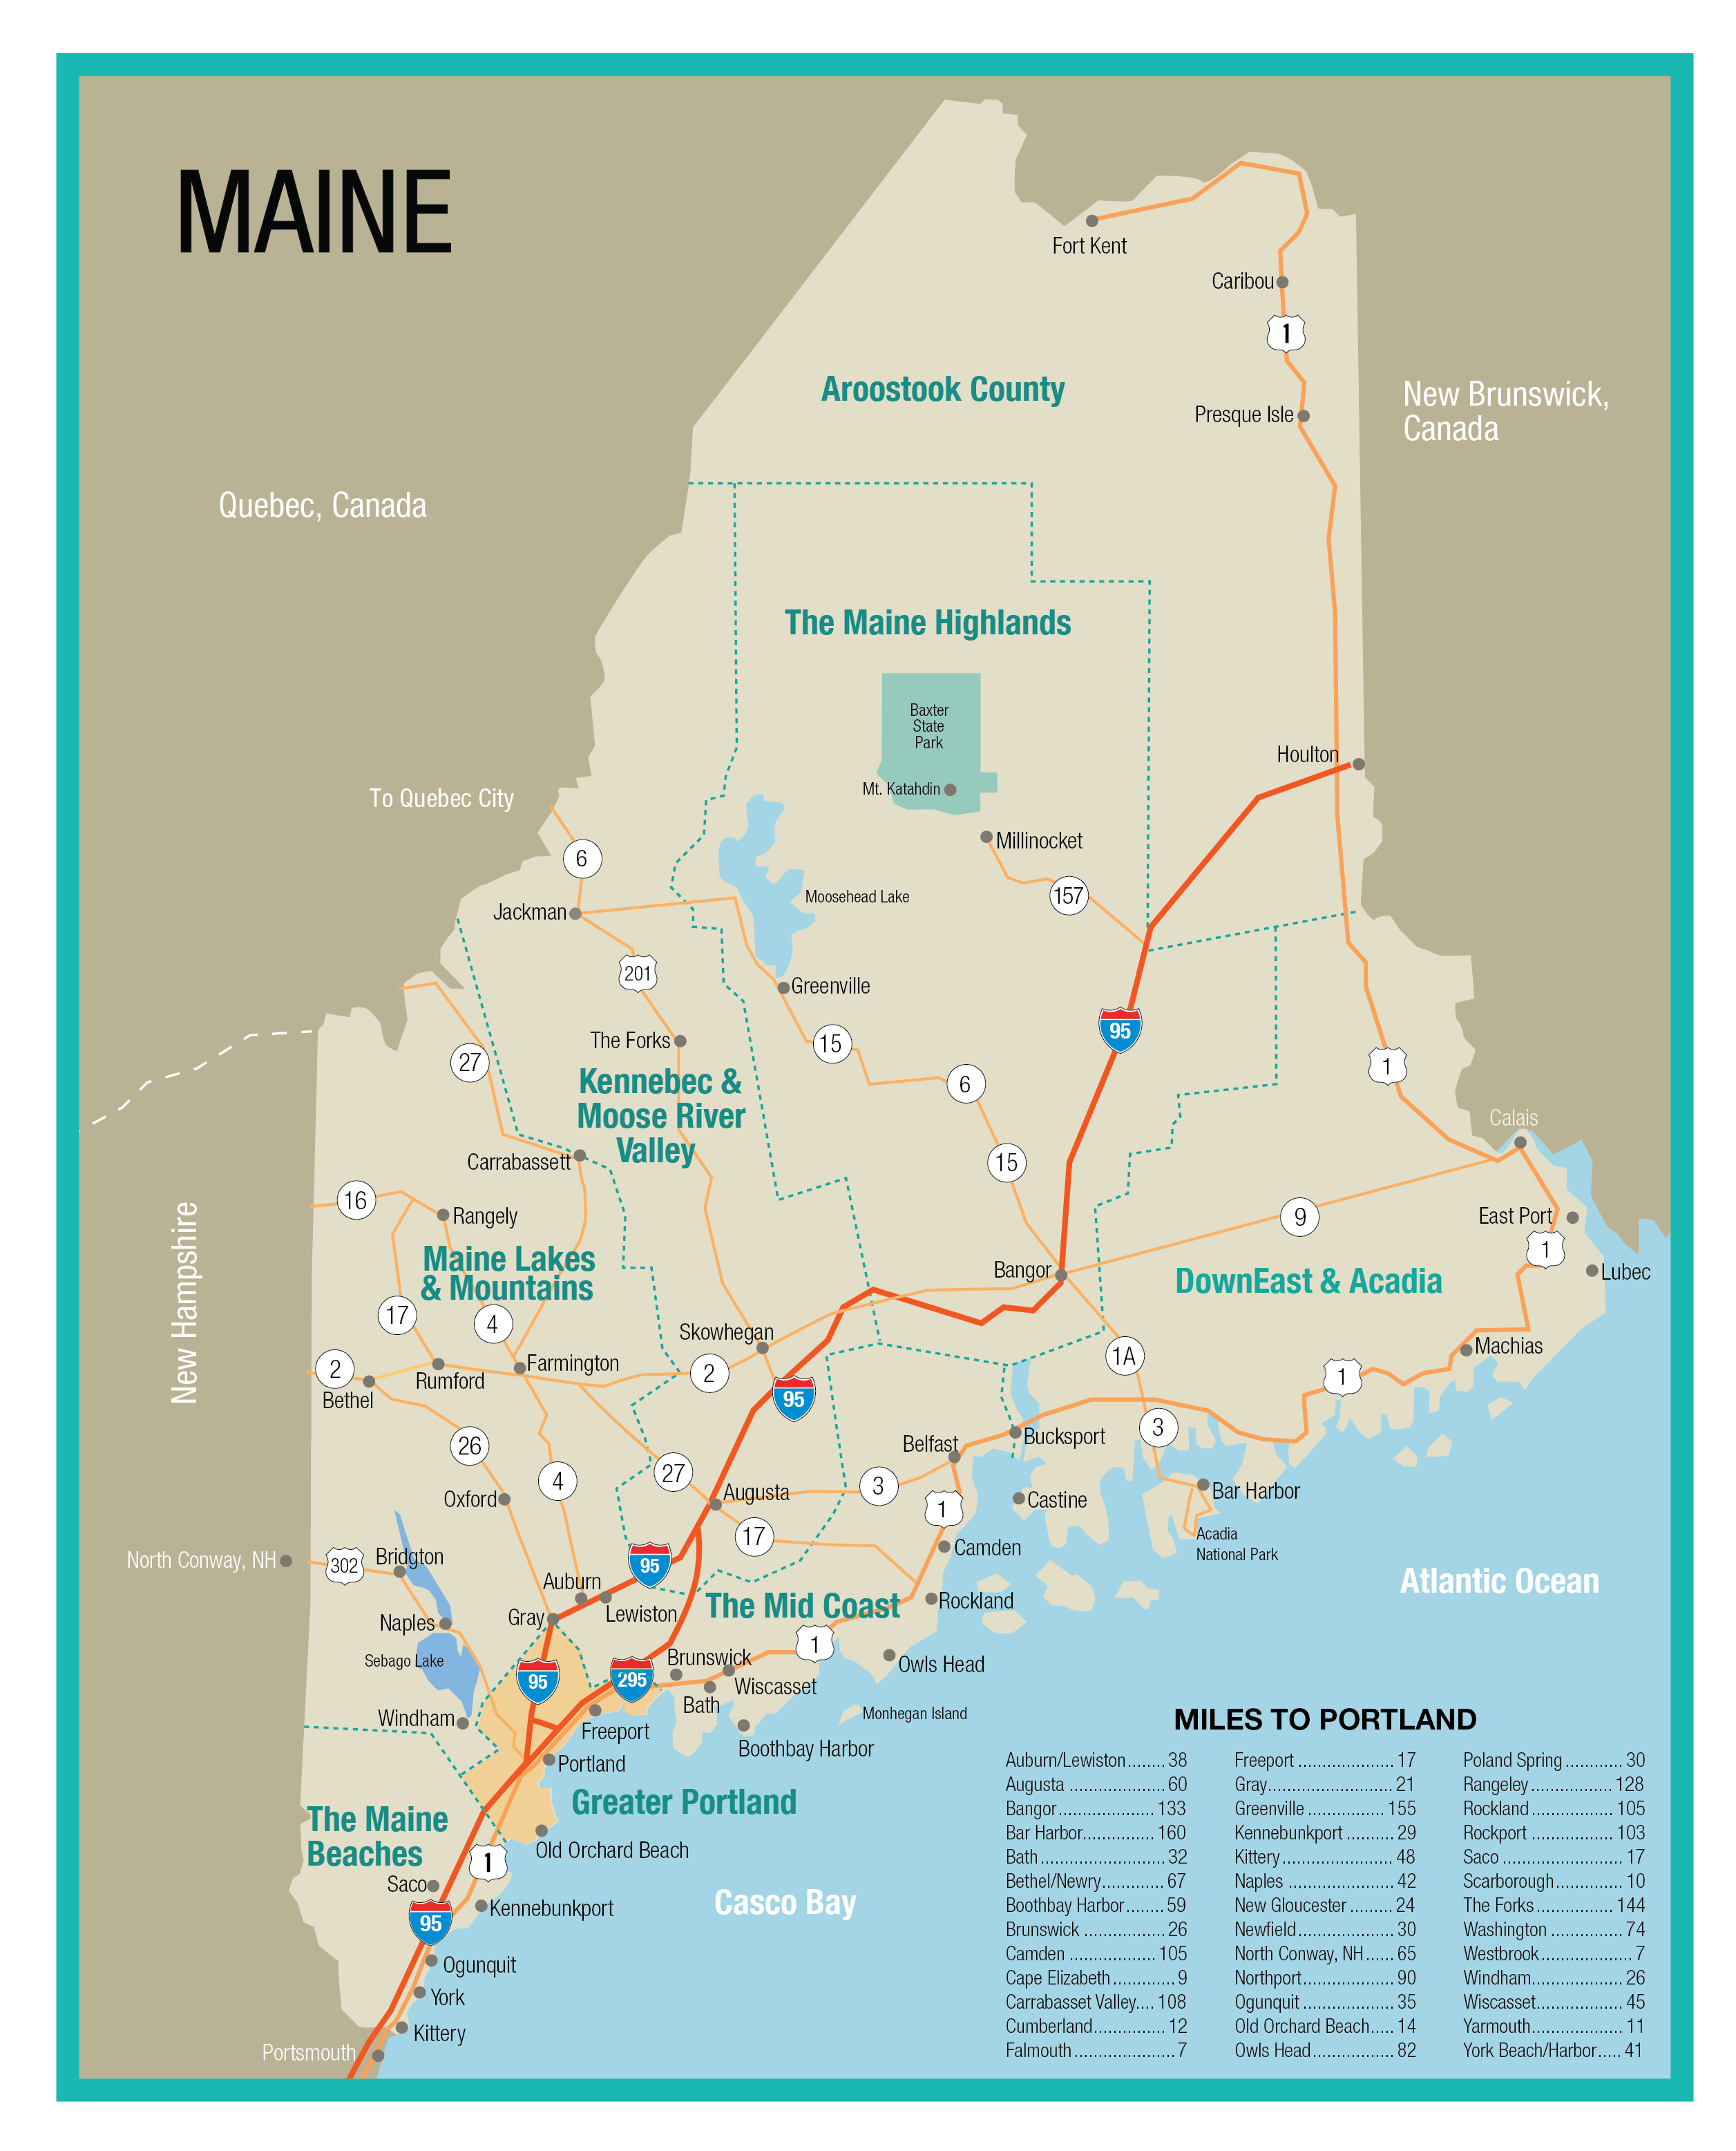 MAINE
Fort Kent
Caribou
1
Aroostook County
Presque Isle
New Brunswick,
Canada
Quebec, Canada
The Maine Highlands
Baxter
State
Park
Mt. Katahdin
Houlton
To Quebec City
Millinocket
6
157
Moosehead Lake
Jackman
201
Greenville
95
The Forks
15
27
1
Kennebec &
Moose River
Valley
6
Calais
Carrabassett
15
16
Rangely
9
East Port
New Hampshire
Maine Lakes
& Mountains
1
Bangor
DownEast & Acadia
Lubec
17
4
Skowhegan
Machias
2
Farmington
2
1A
Rumford
Bethel
95
1
26
Belfast
Bucksport
3
27
4
3
Oxford
Augusta
1
Castine
Bar Harbor
17
Acadia
National Park
North Conway, NH
302
Bridgton
95
Camden
Atlantic Ocean
Auburn
Lewiston
The Mid Coast
Rockland
Naples
Gray
Sebago Lake
1
Brunswick
Owls Head
95
295
Wiscasset
Bath
Monhegan Island
Windham
Freeport
Boothbay Harbor
Portland
Greater Portland
The Maine
Beaches
Old Orchard Beach
1
Saco
Casco Bay
Kennebunkport
95
Ogunquit
York
Kittery
Portsmouth
MILES TO PORTLAND
Auburn/Lewiston........ 38
Augusta .................... 60
Bangor.................... 133
Bar Harbor............... 160
Bath .......................... 32
Bethel/Newry............. 67
Boothbay Harbor........ 59
Brunswick ................. 26
Camden .................. 105
Cape Elizabeth ............. 9
Carrabasset Valley.... 108
Cumberland............... 12
Falmouth ....................... 7
Freeport .................... 17
Gray.......................... 21
Greenville ................ 155
Kennebunkport .......... 29
Kittery ....................... 48
Naples ....................... 42
New Gloucester ......... 24
Newfield.................... 30
North Conway, NH...... 65
Northport................... 90
Ogunquit ................... 35
Old Orchard Beach..... 14
Owls Head................. 82
Poland Spring ............ 30
Rangeley ................. 128
Rockland ................. 105
Rockport ................. 103
Saco ......................... 17
Scarborough.............. 10
The Forks ................ 144
Washington ............... 74
Westbrook................... 7
Windham................... 26
Wiscasset.................. 45
Yarmouth................... 11
York Beach/Harbor..... 41